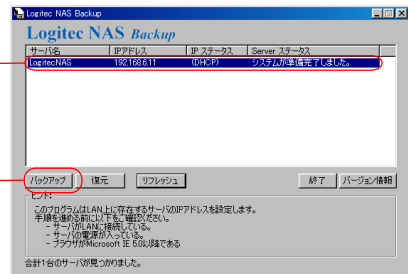 Logitec NAS Backup
Logitec NAS Backup
サーバ名 IPアドレス IP ステータス Server ステータス
LogitecNAS 192.168.6.11 (DHCP) システムが準備完了しました。
バックアップ 復元 リフレッシュ 終了 バージョン情報
ヒント:
このプログラムはLAN上に存在するサーバのIPアドレスを設定します。
手順を進める前に以下をご確認ください。
- サーバがLANに接続している。
- サーバの電源が入っている。
- ブラウザがMicrosoft IE 5.0以降である
合計1台のサーバが見つかりました。